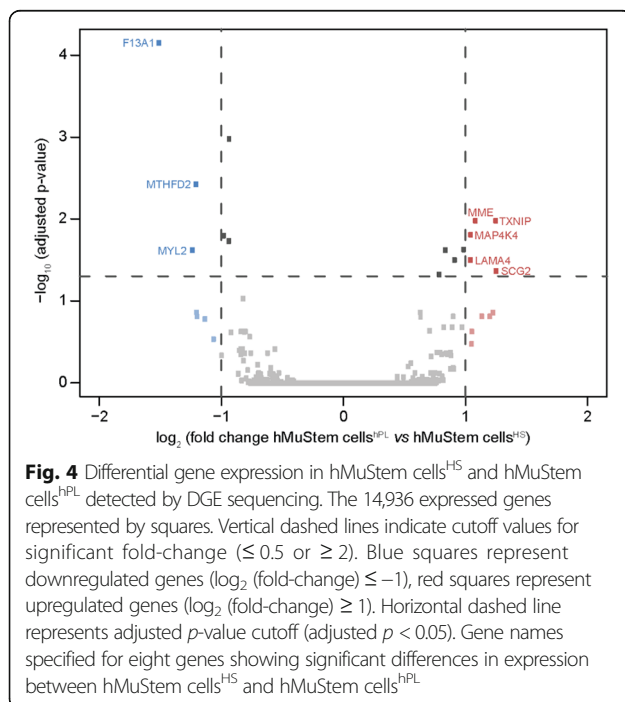 4
3
2
1
0
−log10 (adjusted p-value)
F13A1
MTHFD2
MYL2
MME
TXNIP
MAP4K4
LAMA4
SCG2
−2 −1 0 1 2
log2 (fold change hMuStem cellshPL vs hMuStem cellsHS)
Fig. 4 Differential gene expression in hMuStem cellsHS and hMuStem
cellshPL detected by DGE sequencing. The 14,936 expressed genes
represented by squares. Vertical dashed lines indicate cutoff values for
significant fold-change (≤ 0.5 or ≥ 2). Blue squares represent
downregulated genes (log2 (fold-change) ≤ −1), red squares represent
upregulated genes (log2 (fold-change) ≥ 1). Horizontal dashed line
represents adjusted p-value cutoff (adjusted p < 0.05). Gene names
specified for eight genes showing significant differences in expression
between hMuStem cellsHS and hMuStem cellshPL